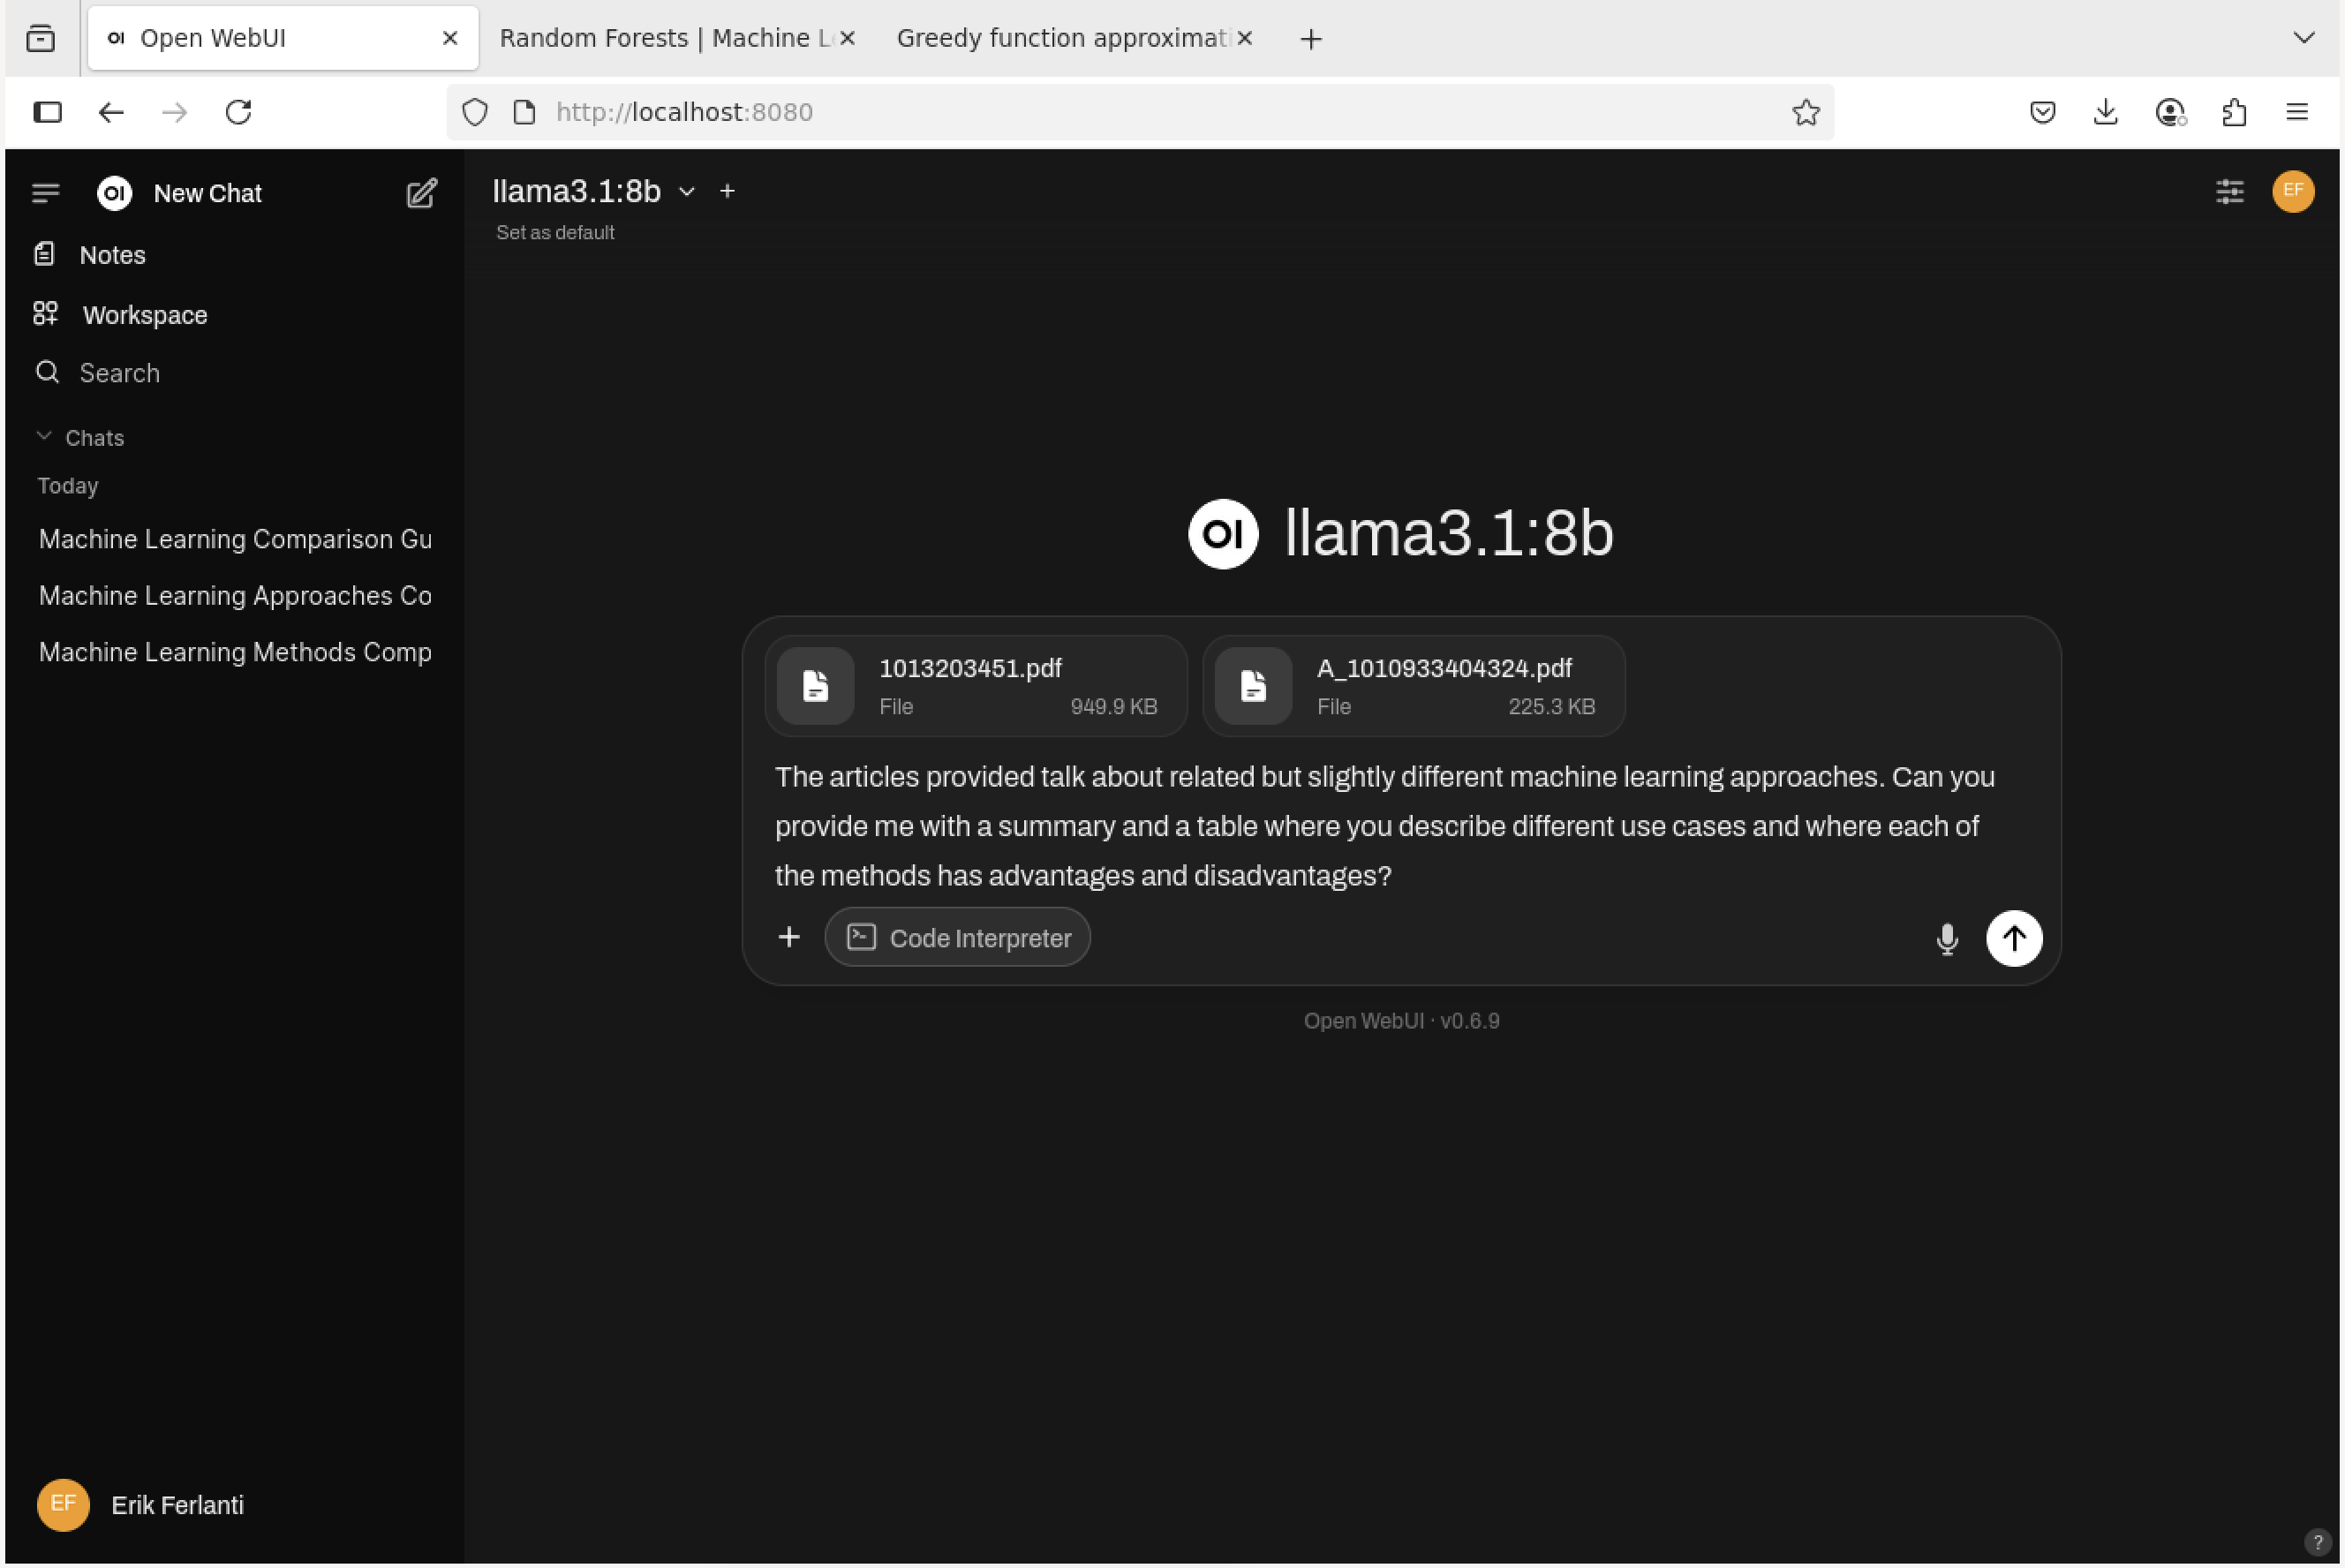 OI Open WebUI
Random Forests | Machine L
Greedy function approximati
http://localhost:8080
OI New Chat
Notes
Workspace
Search
Chats
Today
Machine Learning Comparison Gu
Machine Learning Approaches Co
Machine Learning Methods Comp
EF Erik Ferlanti
llama3.1:8b
Set as default
EF
OI llama3.1:8b
1013203451.pdf
File 949.9 KB
A_1010933404324.pdf
File 225.3 KB
The articles provided talk about related but slightly different machine learning approaches. Can you
provide me with a summary and a table where you describe different use cases and where each of
the methods has advantages and disadvantages?
Code Interpreter
Open WebUI · v0.6.9
?